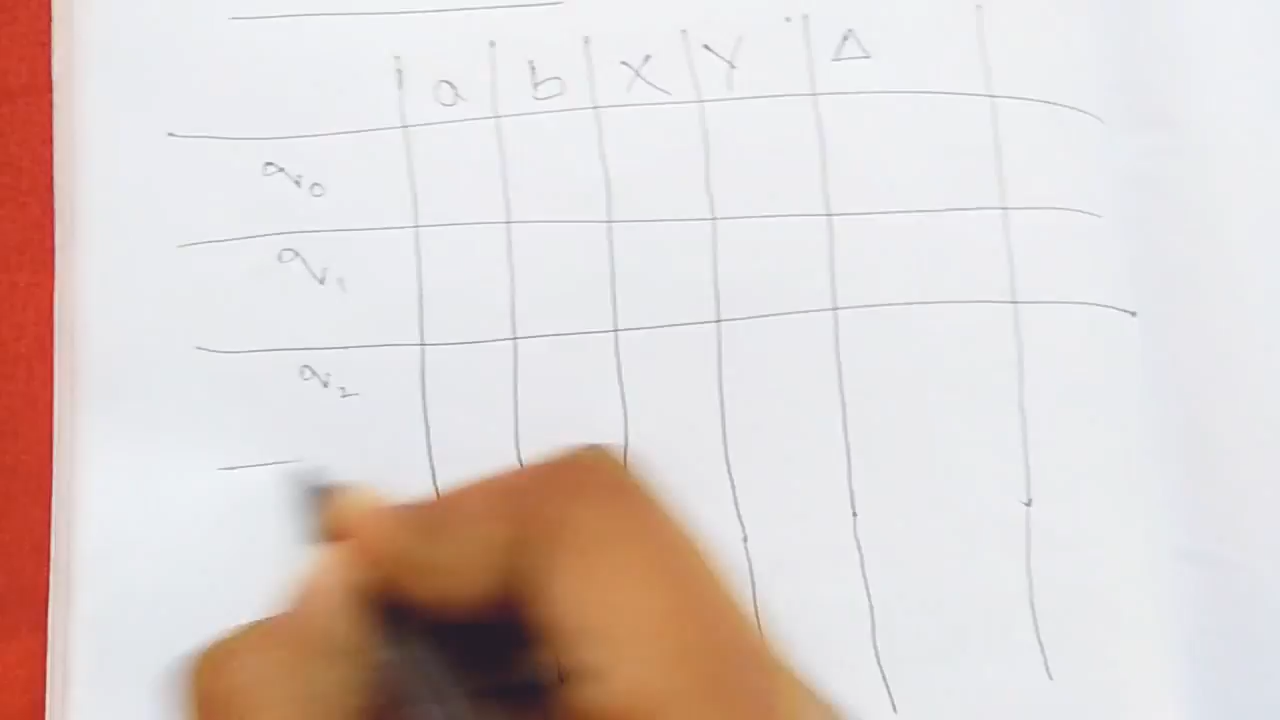 a b X Y Δ
q₀
q₁
q₂